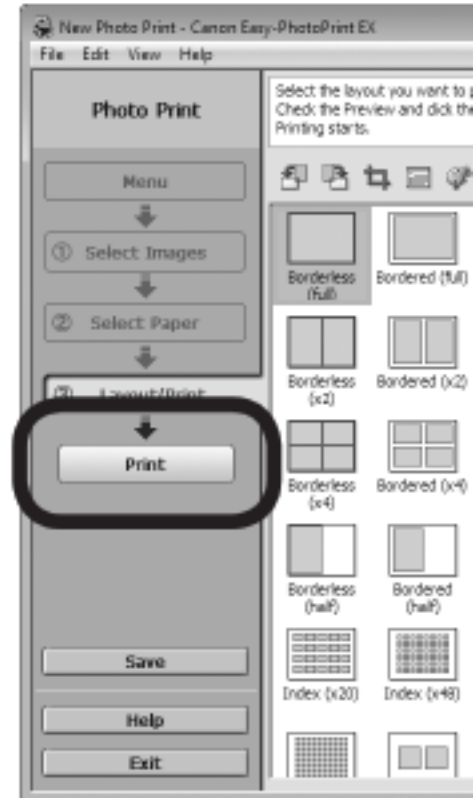 New Photo Print - Canon Easy-PhotoPrint EX
File Edit View Help
Photo Print
Menu
① Select Images
② Select Paper
③ Layout/Print
Print
Save
Help
Exit
Select the layout you want to
Check the Preview and click the
Printing starts.
Borderless
(full)
Bordered (full)
Borderless
(x2)
Bordered (x2)
Borderless
(x4)
Bordered (x4)
Borderless
(half)
Bordered
(half)
Index (x20)
Index (x48)